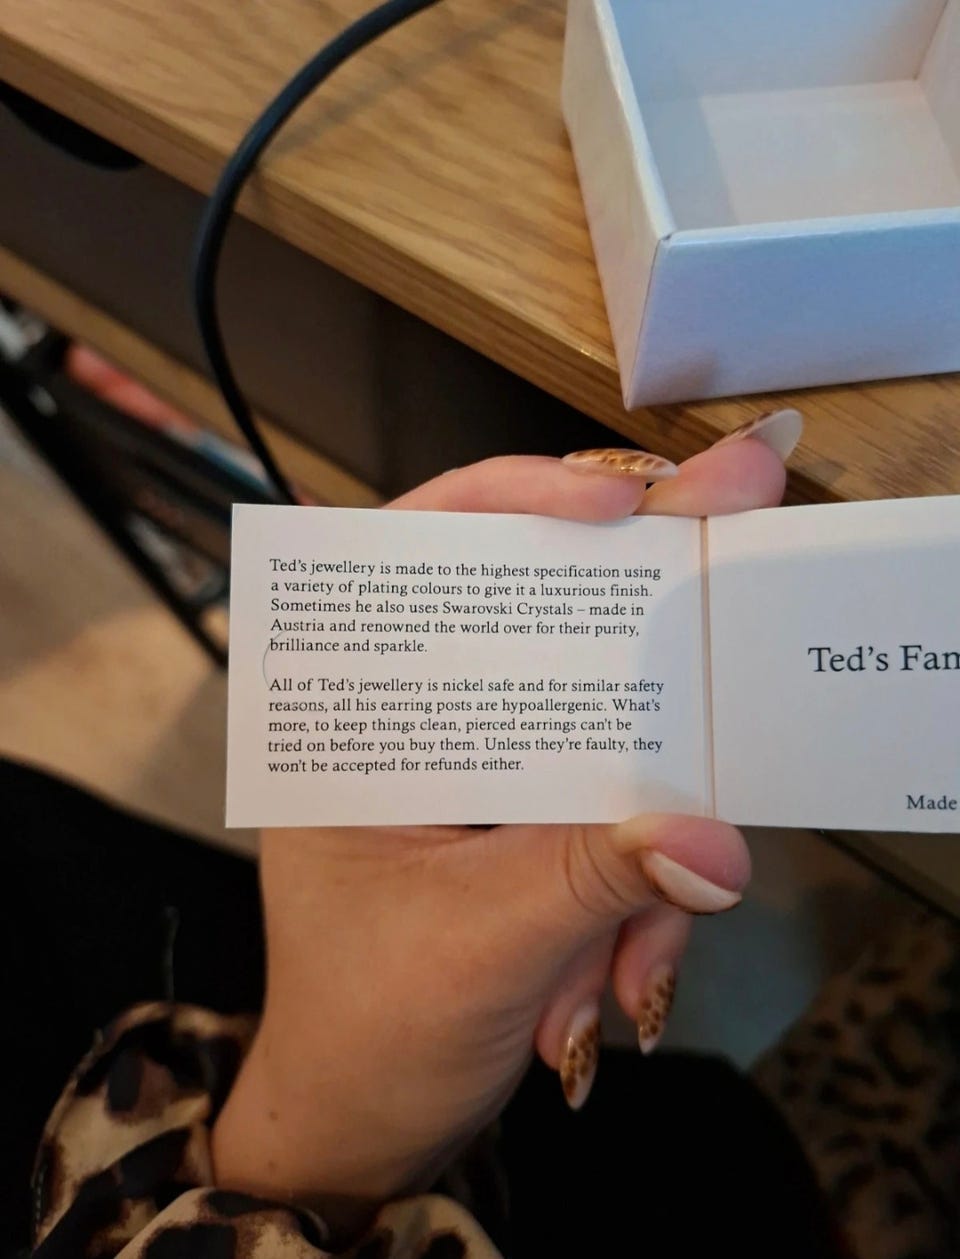 Ted's jewellery is made to the highest specification using
a variety of plating colours to give it a luxurious finish.
Sometimes he also uses Swarovski Crystals – made in
Austria and renowned the world over for their purity,
brilliance and sparkle.
All of Ted's jewellery is nickel safe and for similar safety
reasons, all his earring posts are hypoallergenic. What's
more, to keep things clean, pierced earrings can't be
tried on before you buy them. Unless they're faulty, they
won't be accepted for refunds either.
Ted's Fam
Made